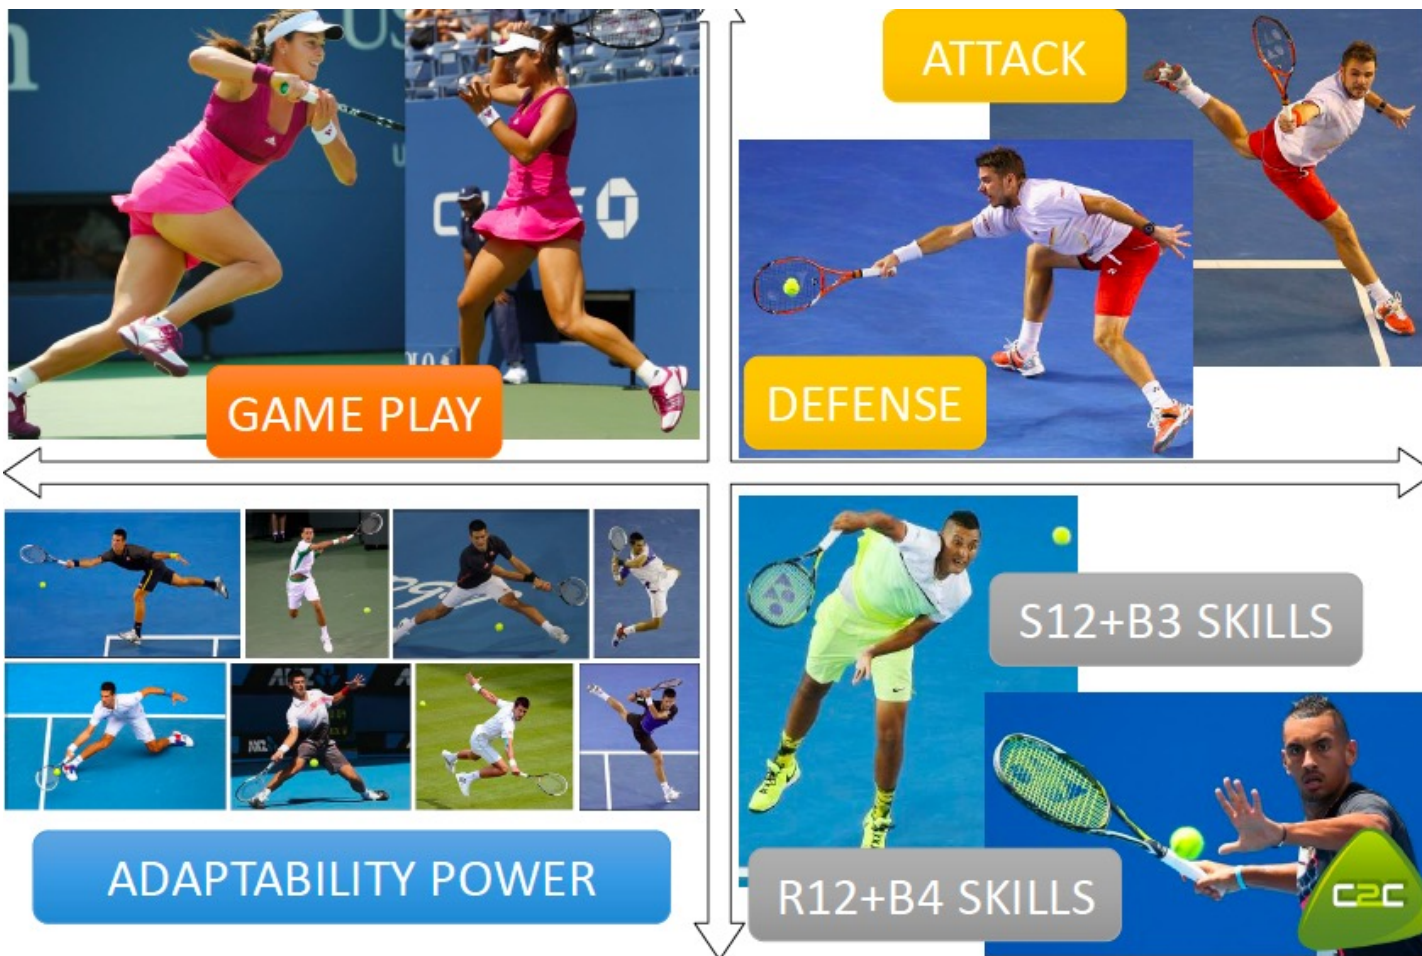 ATTACK
GAME PLAY
DEFENSE
S12+B3 SKILLS
ADAPTABILITY POWER
R12+B4 SKILLS
C2C